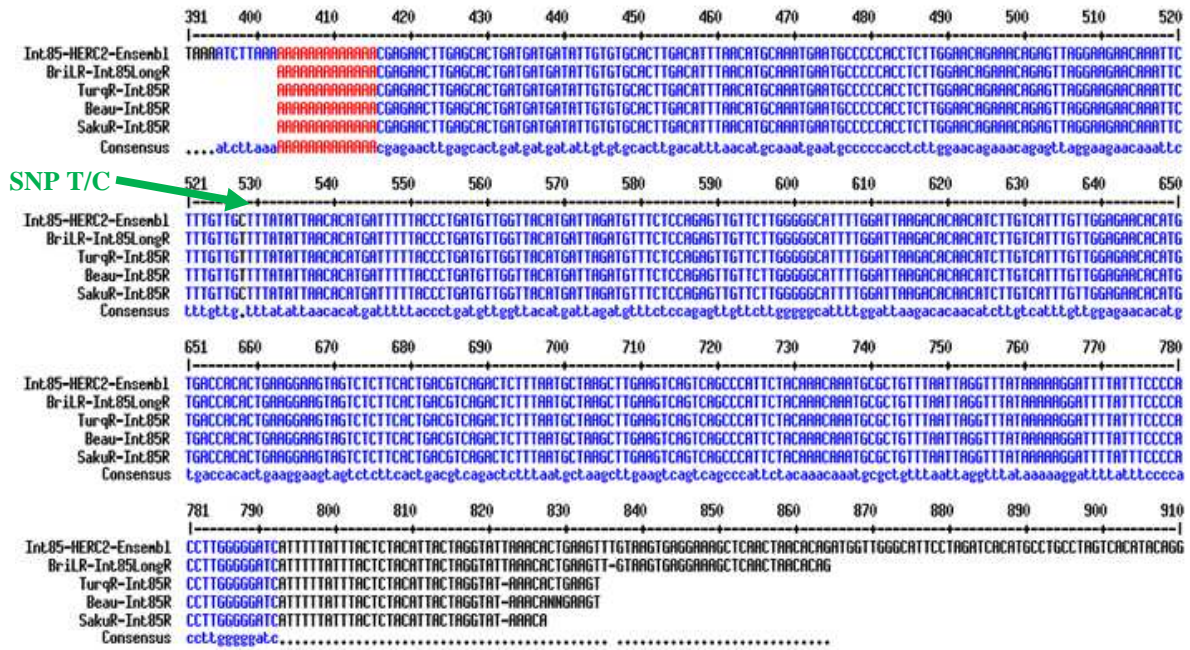 391 400 410 420 430 440 450 460 470 480 490 500 510 520
Int85-HERC2-Ensembl TAAAATCTTAAAAAAAAAAAAAAAACGAGAACTTGAGCACTGATGATGATATTGTGTGCACTTGACATTTAACATGCAAATGAATGCCCCCACCTCTTGGAACAGAAACAGAGTTAGGAAGAACAAATTC
BriLR-Int85LongR AAAAAAAAAAAAACGAGAACTTGAGCACTGATGATGATATTGTGTGCACTTGACATTTAACATGCAAATGAATGCCCCCACCTCTTGGAACAGAAACAGAGTTAGGAAGAACAAATTC
TurqR-Int85R AAAAAAAAAAAAACGAGAACTTGAGCACTGATGATGATATTGTGTGCACTTGACATTTAACATGCAAATGAATGCCCCCACCTCTTGGAACAGAAACAGAGTTAGGAAGAACAAATTC
Beau-Int85R AAAAAAAAAAAAACGAGAACTTGAGCACTGATGATGATATTGTGTGCACTTGACATTTAACATGCAAATGAATGCCCCCACCTCTTGGAACAGAAACAGAGTTAGGAAGAACAAATTC
SakuR-Int85R AAAAAAAAAAAAACGAGAACTTGAGCACTGATGATGATATTGTGTGCACTTGACATTTAACATGCAAATGAATGCCCCCACCTCTTGGAACAGAAACAGAGTTAGGAAGAACAAATTC
Consensus ....atcttaaaAAAAAAAAAAAAAcgagaacttgagcactgatgatgatattgtgtgcacttgacatttaacatgcaaatgaatgcccccacctcttggaacagaaacagagttaggaagaacaaattc
SNP T/C
521 530 540 550 560 570 580 590 600 610 620 630 640 650
Int85-HERC2-Ensembl TTTGTTGCTTTATATTAACACATGATTTTTACCCTGATGTTGGTTACATGATTAGATGTTTCTCCAGAGTTGTTCTTGGGGGCATTTTGGATTAAGACACAACATCTTGTCATTTGTTGGAGAACACATG
BriLR-Int85LongR TTTGTTGTTTTATATTAACACATGATTTTTACCCTGATGTTGGTTACATGATTAGATGTTTCTCCAGAGTTGTTCTTGGGGGCATTTTGGATTAAGACACAACATCTTGTCATTTGTTGGAGAACACATG
TurqR-Int85R TTTGTTGTTTTATATTAACACATGATTTTTACCCTGATGTTGGTTACATGATTAGATGTTTCTCCAGAGTTGTTCTTGGGGGCATTTTGGATTAAGACACAACATCTTGTCATTTGTTGGAGAACACATG
Beau-Int85R TTTGTTGTTTTATATTAACACATGATTTTTACCCTGATGTTGGTTACATGATTAGATGTTTCTCCAGAGTTGTTCTTGGGGGCATTTTGGATTAAGACACAACATCTTGTCATTTGTTGGAGAACACATG
SakuR-Int85R TTTGTTGCTTTATATTAACACATGATTTTTACCCTGATGTTGGTTACATGATTAGATGTTTCTCCAGAGTTGTTCTTGGGGGCATTTTGGATTAAGACACAACATCTTGTCATTTGTTGGAGAACACATG
Consensus tttgttg.tttatattaacacatgatttttaccctgatgttggttacatgattagatgtttctccagagttgttcttgggggcattttggattaagacacaacatcttgtcatttgttggagaacacatg
651 660 670 680 690 700 710 720 730 740 750 760 770 780
Int85-HERC2-Ensembl TGACCACACTGAAGGAAGTAGTCTCTTCACTGACGTCAGACTCTTTAATGCTAAGCTTGAAGTCAGTCAGCCCATTCTACAAACAAATGCGCTGTTTAATTAGGTTTATAAAAAGGATTTTATTTCCCCA
BriLR-Int85LongR TGACCACACTGAAGGAAGTAGTCTCTTCACTGACGTCAGACTCTTTAATGCTAAGCTTGAAGTCAGTCAGCCCATTCTACAAACAAATGCGCTGTTTAATTAGGTTTATAAAAAGGATTTTATTTCCCCA
TurqR-Int85R TGACCACACTGAAGGAAGTAGTCTCTTCACTGACGTCAGACTCTTTAATGCTAAGCTTGAAGTCAGTCAGCCCATTCTACAAACAAATGCGCTGTTTAATTAGGTTTATAAAAAGGATTTTATTTCCCCA
Beau-Int85R TGACCACACTGAAGGAAGTAGTCTCTTCACTGACGTCAGACTCTTTAATGCTAAGCTTGAAGTCAGTCAGCCCATTCTACAAACAAATGCGCTGTTTAATTAGGTTTATAAAAAGGATTTTATTTCCCCA
SakuR-Int85R TGACCACACTGAAGGAAGTAGTCTCTTCACTGACGTCAGACTCTTTAATGCTAAGCTTGAAGTCAGTCAGCCCATTCTACAAACAAATGCGCTGTTTAATTAGGTTTATAAAAAGGATTTTATTTCCCCA
Consensus tgaccacactgaaggaagtagtctcttcactgacgtcagactctttaatgctaagcttgaagtcagtcagcccattctacaaacaaatgcgctgtttaattaggtttataaaaaggattttatttcccca
781 790 800 810 820 830 840 850 860 870 880 890 900 910
Int85-HERC2-Ensembl CCTTGGGGGATCATTTTTATTTACTCTACATTACTAGGTATTAAACACTGAAGTTTGTAAGTGAGGAAAGCTCAACTAACACAGATGGTTGGGCATTCCTAGATCACATGCCTGCCTAGTCACATACAGG
BriLR-Int85LongR CCTTGGGGGATCATTTTTATTTACTCTACATTACTAGGTATTAAACACTGAAGTT-GTAAGTGAGGAAAGCTCAACTAACACAG
TurqR-Int85R CCTTGGGGGATCATTTTTATTTACTCTACATTACTAGGTAT-AAACACTGAAGT
Beau-Int85R CCTTGGGGGATCATTTTTATTTACTCTACATTACTAGGTAT-AAACANNGAAGT
SakuR-Int85R CCTTGGGGGATCATTTTTATTTACTCTACATTACTAGGTAT-AAACA
Consensus ccttgggggatc........................................... ...........................